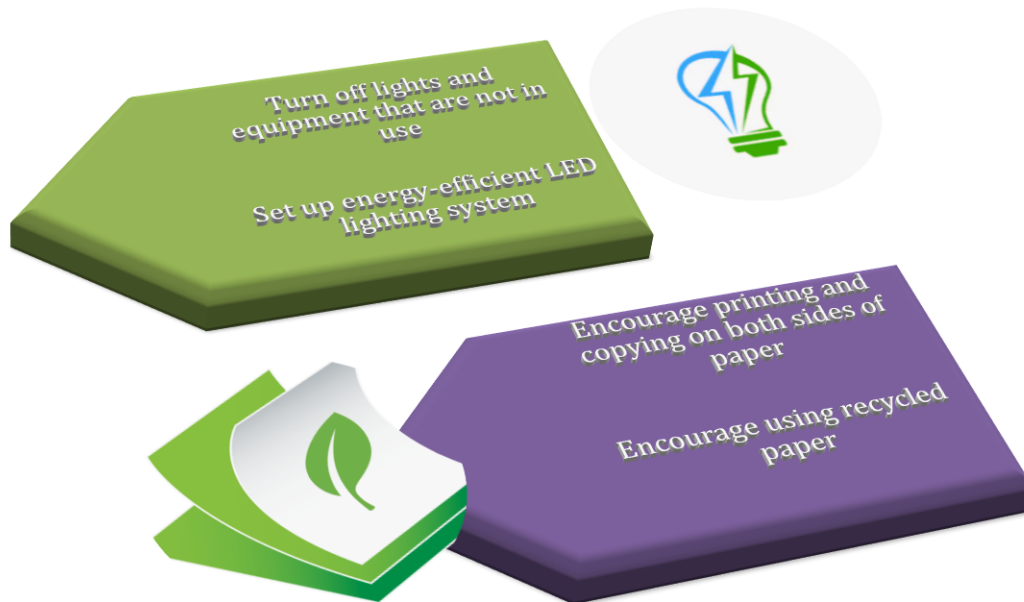 Turn off lights and
equipment that are not in
use
Set up energy-efficient LED
lighting system
Encourage printing and
copying on both sides of
paper
Encourage using recycled
paper